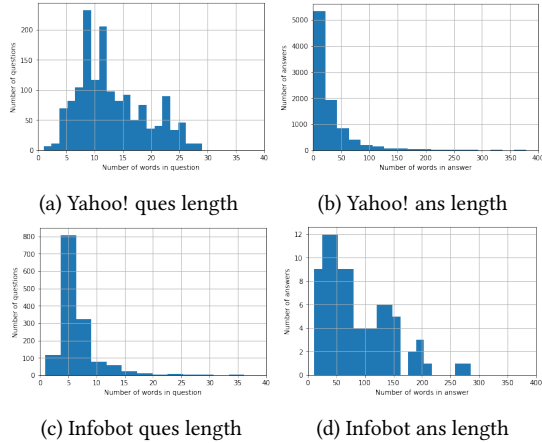 Number of questions
200
150
100
50
0
0 5 10 15 20 25 30 35 40
Number of words in question
(a) Yahoo! ques length
Number of answers
5000
4000
3000
2000
1000
0
0 50 100 150 200 250 300 350 400
Number of words in answer
(b) Yahoo! ans length
Number of questions
800
700
600
500
400
300
200
100
0
0 5 10 15 20 25 30 35 40
Number of words in question
(c) Infobot ques length
Number of answers
12
10
8
6
4
2
0
0 50 100 150 200 250 300 350 400
Number of words in answer
(d) Infobot ans length